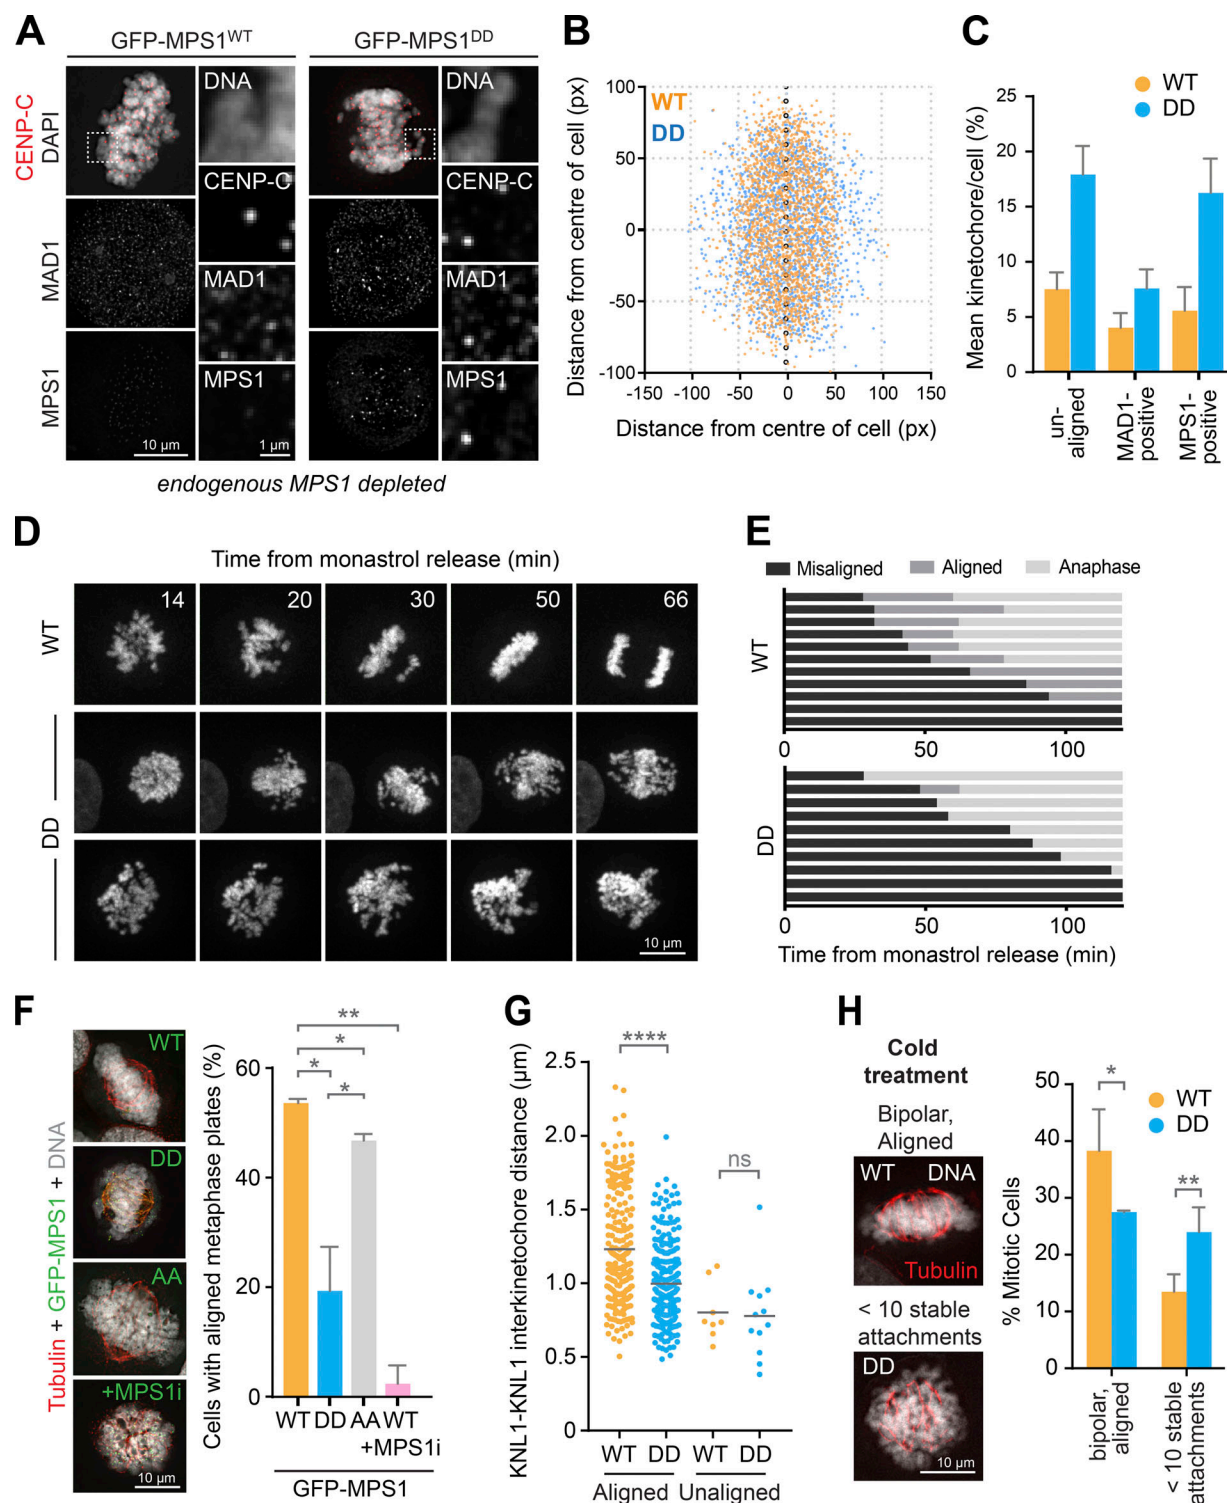 A
GFP-MPS1WT
GFP-MPS1DD
CENP-C
DAPI
MAD1
MPS1
DNA
CENP-C
MAD1
MPS1
DNA
CENP-C
MAD1
MPS1
10 µm
1 µm
endogenous MPS1 depleted
B
Distance from centre of cell (px)
WT
DD
100
50
0
-50
-100
-150
-100
-50
0
50
100
150
Distance from centre of cell (px)
C
WT
DD
Mean kinetochore/cell (%)
25
20
15
10
5
0
un-
aligned
MAD1-
positive
MPS1-
positive
D
Time from monastrol release (min)
14
20
30
50
66
WT
DD
10 µm
E
Misaligned
Aligned
Anaphase
WT
0
50
100
DD
0
50
100
Time from monastrol release (min)
F
Tubulin + GFP-MPS1 + DNA
WT
DD
AA
+MPS1i
10 µm
Cells with aligned metaphase plates (%)
60
40
20
0
**
*
*
*
WT
DD
AA
WT
+MPS1i
GFP-MPS1
G
KNL1-KNL1 interkinetochore distance (µm)
2.5
2.0
1.5
1.0
0.5
0
****
ns
WT
DD
WT
DD
Aligned
Unaligned
H
Cold
treatment
Bipolar,
Aligned
WT
DNA
Tubulin
< 10 stable
attachments
DD
10 µm
WT
DD
% Mitotic Cells
50
40
30
20
10
0
*
**
bipolar,
aligned
< 10 stable
attachments